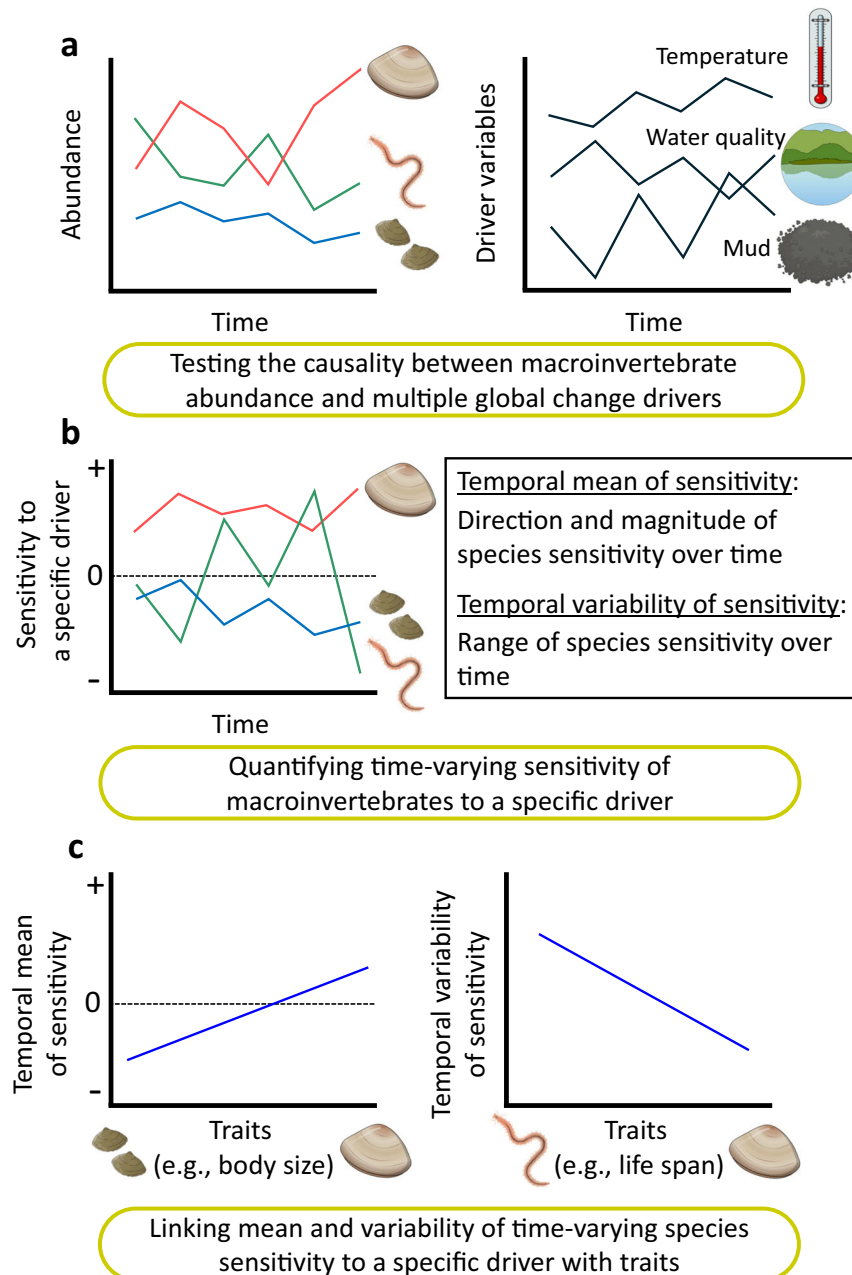 a
Abundance
Time
Temperature
Water quality
Mud
Driver variables
Time
Testing the causality between macroinvertebrate
abundance and multiple global change drivers
b
+
0
-
Sensitivity to
a specific driver
Time
Temporal mean of sensitivity:
Direction and magnitude of
species sensitivity over time
Temporal variability of sensitivity:
Range of species sensitivity over
time
Quantifying time-varying sensitivity of
macroinvertebrates to a specific driver
c
+
0
-
Temporal mean
of sensitivity
Traits
(e.g., body size)
Temporal variability
of sensitivity
Traits
(e.g., life span)
Linking mean and variability of time-varying species
sensitivity to a specific driver with traits